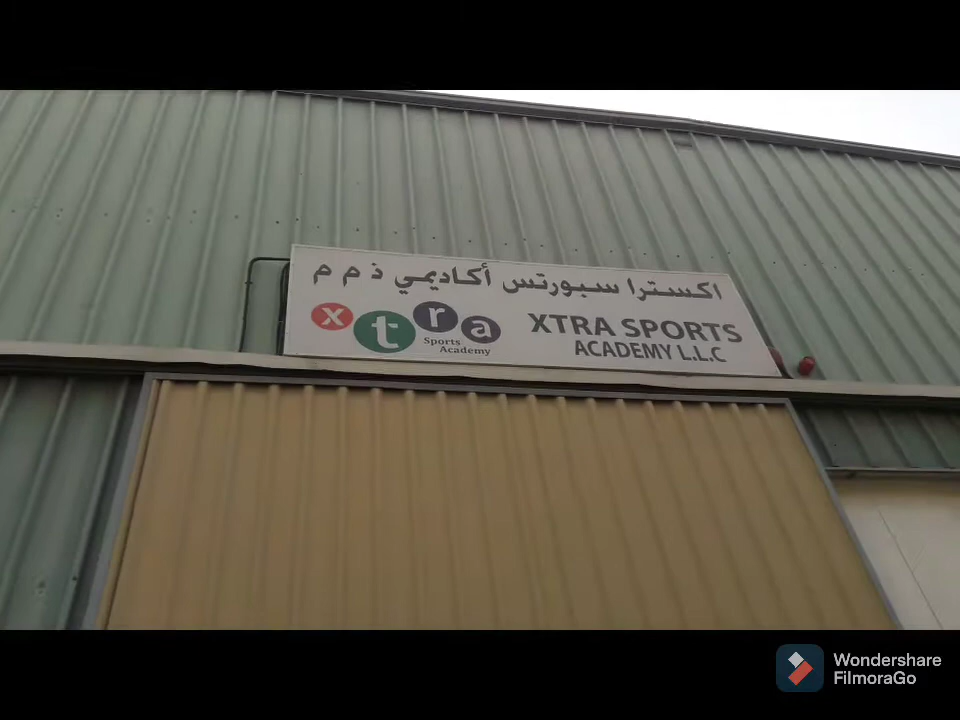 اكسترا سبورتس أكاديمي ذ م م
xtra
Sports
Academy
XTRA SPORTS
ACADEMY L.L.C
Wondershare
FilmoraGo